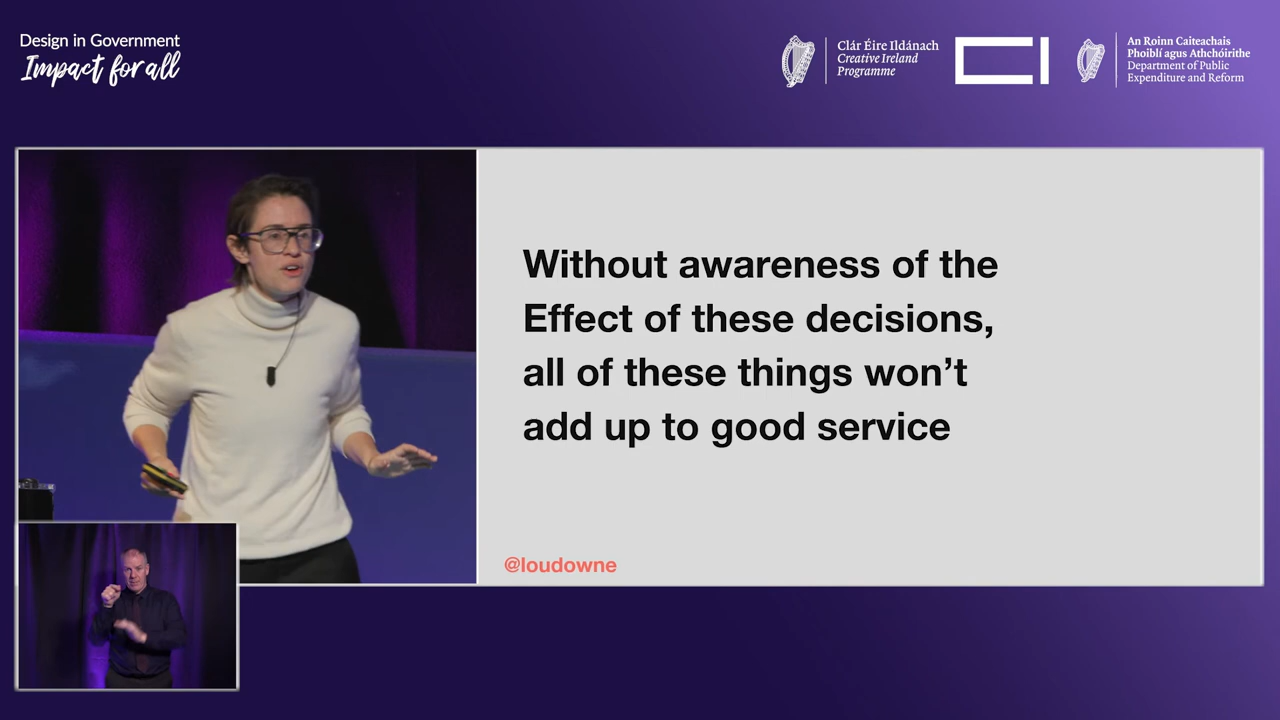 Design in Government
Impact for all
Clár Éire Ildánach
Creative Ireland
Programme
An Roinn Caiteachais
Phoiblí agus Athchóirithe
Department of Public
Expenditure and Reform
Without awareness of the
Effect of these decisions,
all of these things won’t
add up to good service
@loudowne